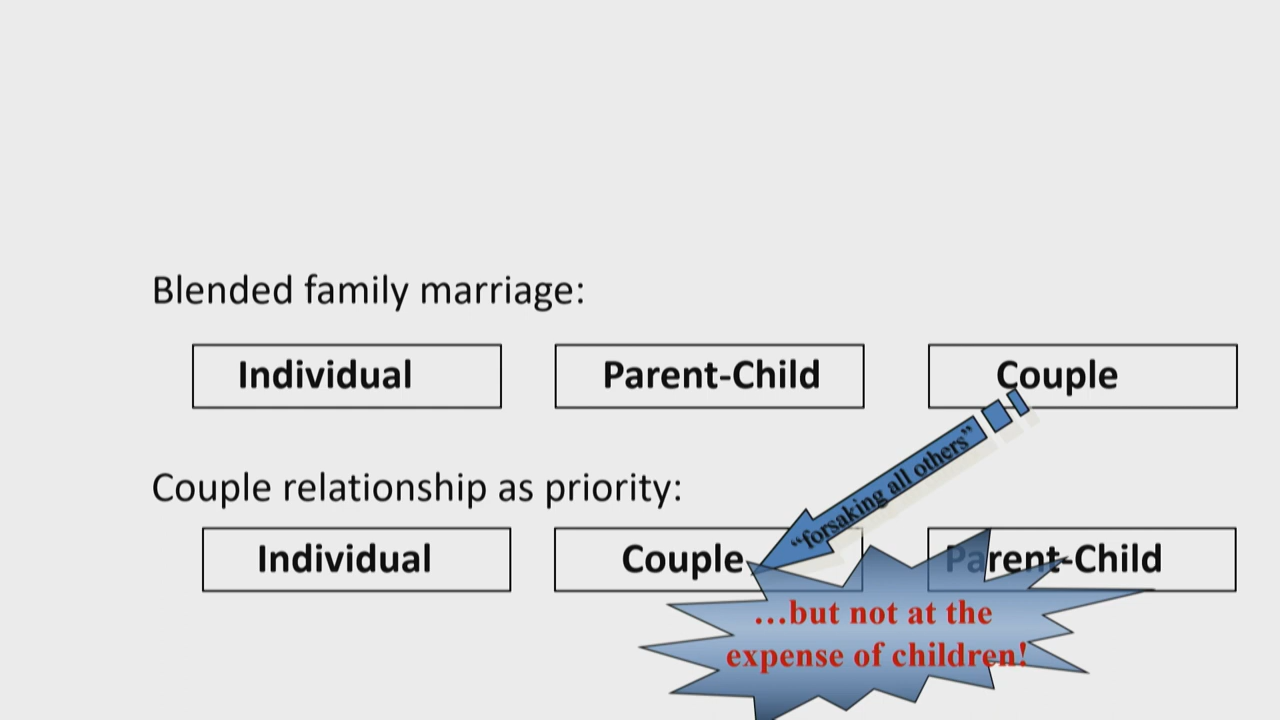 Blended family marriage:
Individual Parent-Child Couple
“forsaking all others”
Couple relationship as priority:
Individual Couple Parent-Child
…but not at the
expense of children!